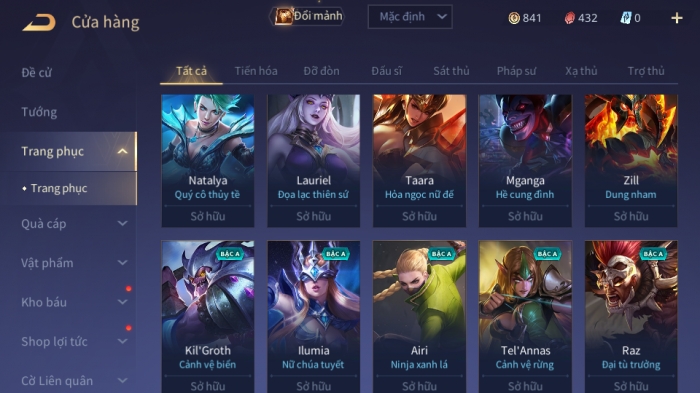 Cửa hàng
Đổi mảnh
Mặc định
841
432
0
Đề cử
Tướng
Trang phục
Trang phục
Quà cáp
Vật phẩm
Kho báu
Shop lợi tức
Cờ Liên quân
Tất cả
Tiến hóa
Đỡ đòn
Đấu sĩ
Sát thủ
Pháp sư
Xạ thủ
Trợ thủ
Natalya
Quý cô thủy tề
Sở hữu
Lauriel
Đọa lạc thiên sứ
Sở hữu
Taara
Hỏa ngọc nữ đế
Sở hữu
Mganga
Hề cung đình
Sở hữu
Zill
Dung nham
Sở hữu
BẬC A
Kil'Groth
Cảnh vệ biển
Sở hữu
BẬC A
Ilumia
Nữ chúa tuyết
Sở hữu
BẬC A
Airi
Ninja xanh lá
Sở hữu
BẬC A
Tel'Annas
Cảnh vệ rừng
Sở hữu
BẬC A
Raz
Đại tù trưởng
Sở hữu